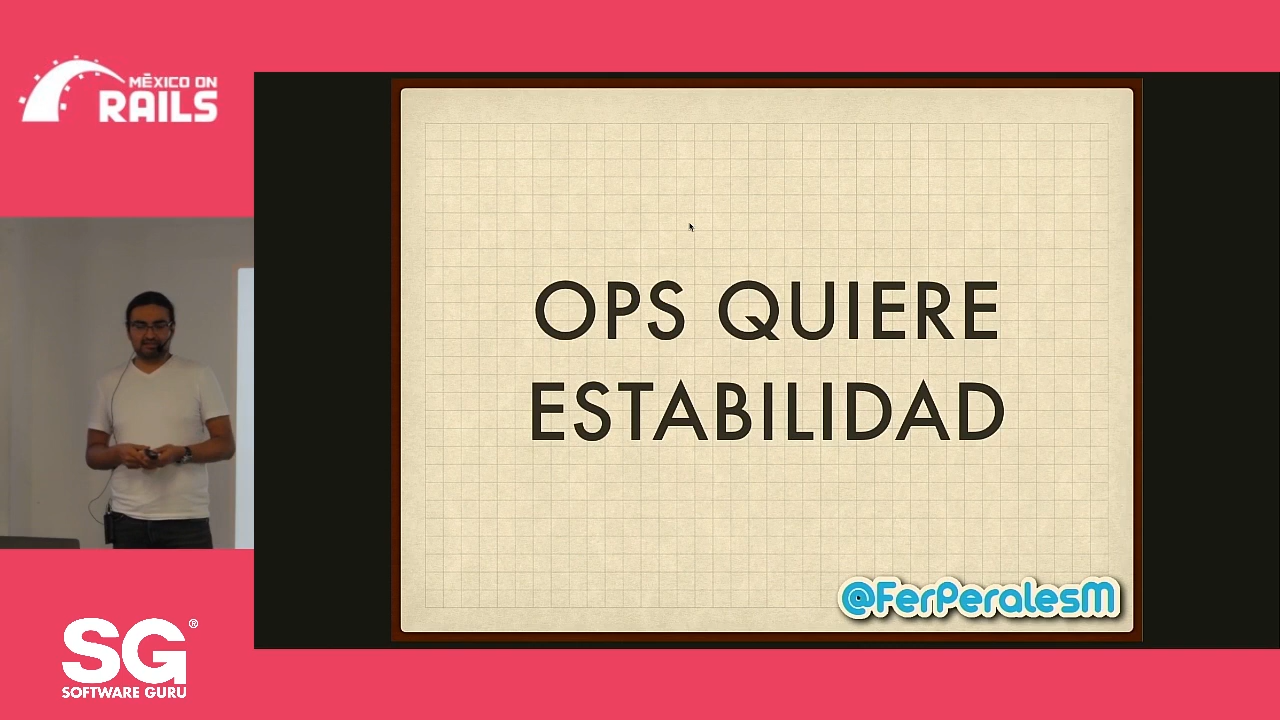 MÉXICO ON
RAILS
OPS QUIERE
ESTABILIDAD
@FerPeralesM
SG®
SOFTWARE GURU